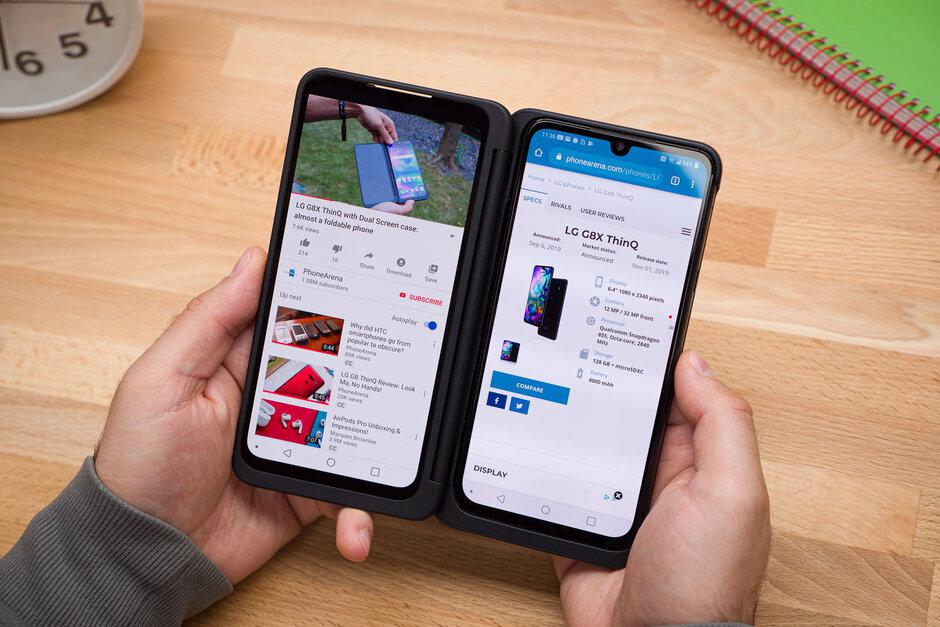 4
5
6
LG G8X ThinQ with Dual Screen case:
almost a foldable phone
7.6K views
214
16
Share
Download
Save
PhoneArena
1.08M subscribers
SUBSCRIBE
Up next
Autoplay
6:44
Why did HTC
smartphones go from
popular to obscure?
PhoneArena
89K views
CC
9:45
LG G8 ThinQ Review: Look
Ma, No Hands!
PhoneArena
20K views
CC
7:07
AirPods Pro Unboxing &
Impressions!
Marques Brownlee
3.9M views
CC
11:36
94%
phonearena.com/phones/L
2
Home > LG phones > LG G8X ThinQ
SPECS
RIVALS
USER REVIEWS
LG G8X ThinQ
Announced:
Sep 6, 2019
Market status:
Announced
Release date:
Nov 01, 2019
Display
6.4" 1080 x 2340 pixels
Camera
12 MP / 32 MP front
Processor
Qualcomm Snapdragon
855, Octa-core, 2840
MHz
Storage
128 GB + microSDXC
Battery
4000 mAh
COMPARE
DISPLAY